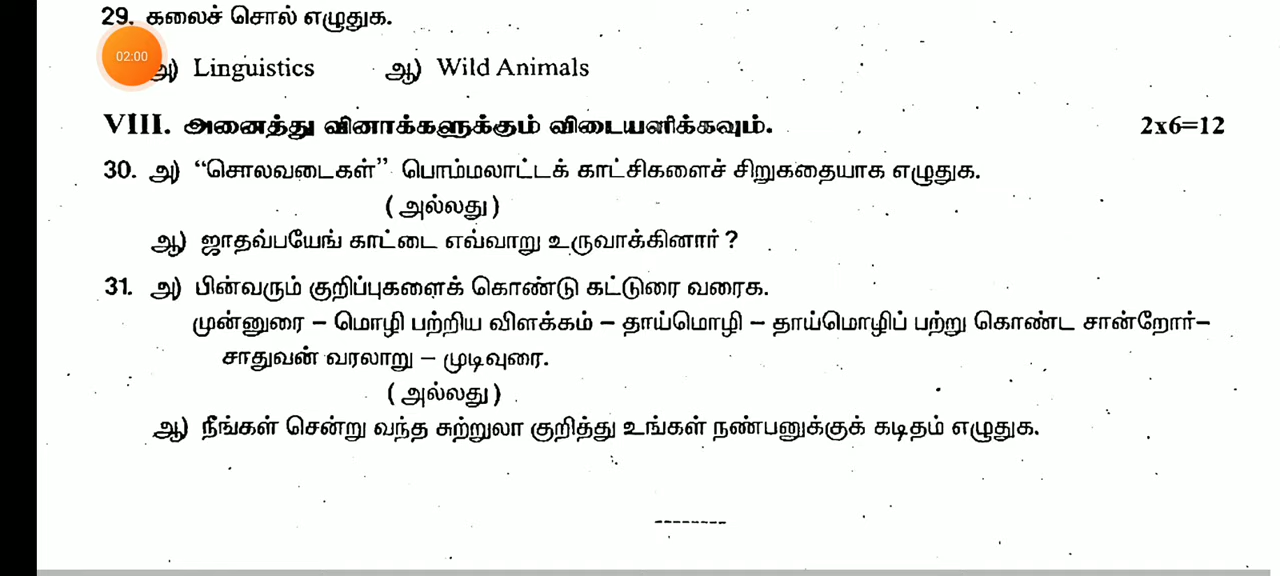 29. கலைச் சொல் எழுதுக.
02:00
அ) Linguistics ஆ) Wild Animals
VIII. அனைத்து வினாக்களுக்கும் விடையளிக்கவும். 2x6=12
30. அ) “சொலவடைகள்” பொம்மலாட்டக் காட்சிகளைச் சிறுகதையாக எழுதுக.
( அல்லது )
ஆ) ஜாதவ்பயேங் காட்டை எவ்வாறு உருவாக்கினார் ?
31. அ) பின்வரும் குறிப்புகளைக் கொண்டு கட்டுரை வரைக.
முன்னுரை – மொழி பற்றிய விளக்கம் – தாய்மொழி – தாய்மொழிப் பற்று கொண்ட சான்றோர்–
சாதுவன் வரலாறு – முடிவுரை.
( அல்லது )
ஆ) நீங்கள் சென்று வந்த சுற்றுலா குறித்து உங்கள் நண்பனுக்குக் கடிதம் எழுதுக.
--------